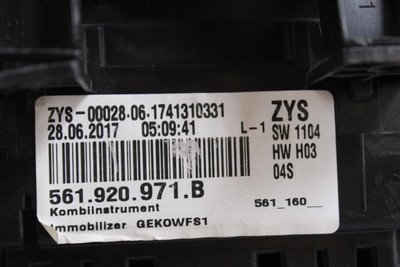 ZYS-00028.06.1741310331 ZYS
28.06.2017 05:09:41 L-1 SW 1104
HW H03
04S
561.920.971.B
Kombiinstrument 561_160__
Immobilizer GEKOWFS1